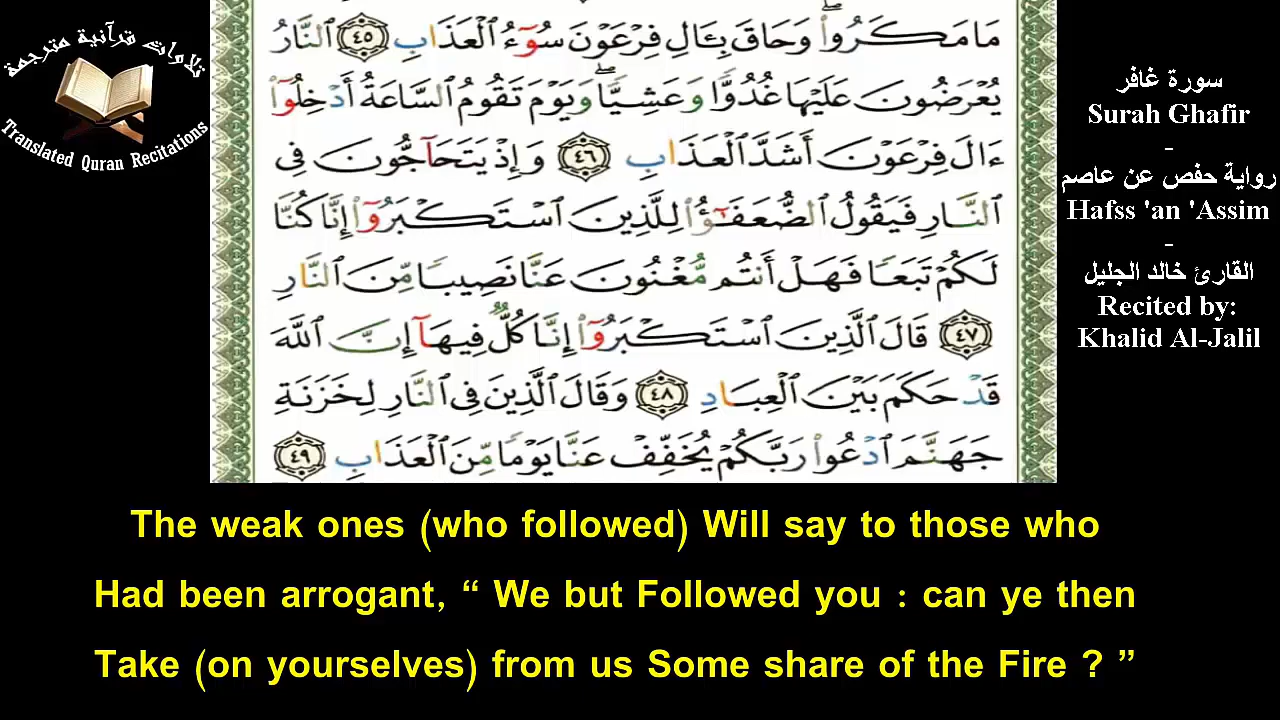 تلاوات قرآنية مترجمة
Translated Quran Recitations
مَا مَكَرُوا۟ ۖ وَحَاقَ بِـَٔالِ فِرْعَوْنَ سُوٓءُ ٱلْعَذَابِ ٤٥ ٱلنَّارُ
يُعْرَضُونَ عَلَيْهَا غُدُوًّا وَعَشِيًّا ۖ وَيَوْمَ تَقُومُ ٱلسَّاعَةُ أَدْخِلُوٓا۟
ءَالَ فِرْعَوْنَ أَشَدَّ ٱلْعَذَابِ ٤٦ وَإِذْ يَتَحَآجُّونَ فِى
ٱلنَّارِ فَيَقُولُ ٱلضُّعَفَـٰٓؤُا۟ لِلَّذِينَ ٱسْتَكْبَرُوٓا۟ إِنَّا كُنَّا
لَكُمْ تَبَعًا فَهَلْ أَنتُم مُّغْنُونَ عَنَّا نَصِيبًا مِّنَ ٱلنَّارِ
٤٧ قَالَ ٱلَّذِينَ ٱسْتَكْبَرُوٓا۟ إِنَّا كُلٌّ فِيهَآ إِنَّ ٱللَّهَ
قَدْ حَكَمَ بَيْنَ ٱلْعِبَادِ ٤٨ وَقَالَ ٱلَّذِينَ فِى ٱلنَّارِ لِخَزَنَةِ
جَهَنَّمَ ٱدْعُوا۟ رَبَّكُمْ يُخَفِّفْ عَنَّا يَوْمًا مِّنَ ٱلْعَذَابِ ٤٩
سورة غافر
Surah Ghafir
-
رواية حفص عن عاصم
Hafss 'an 'Assim
-
القارئ خالد الجليل
Recited by:
Khalid Al-Jalil
The weak ones (who followed) Will say to those who
Had been arrogant, “ We but Followed you : can ye then
Take (on yourselves) from us Some share of the Fire ? ”